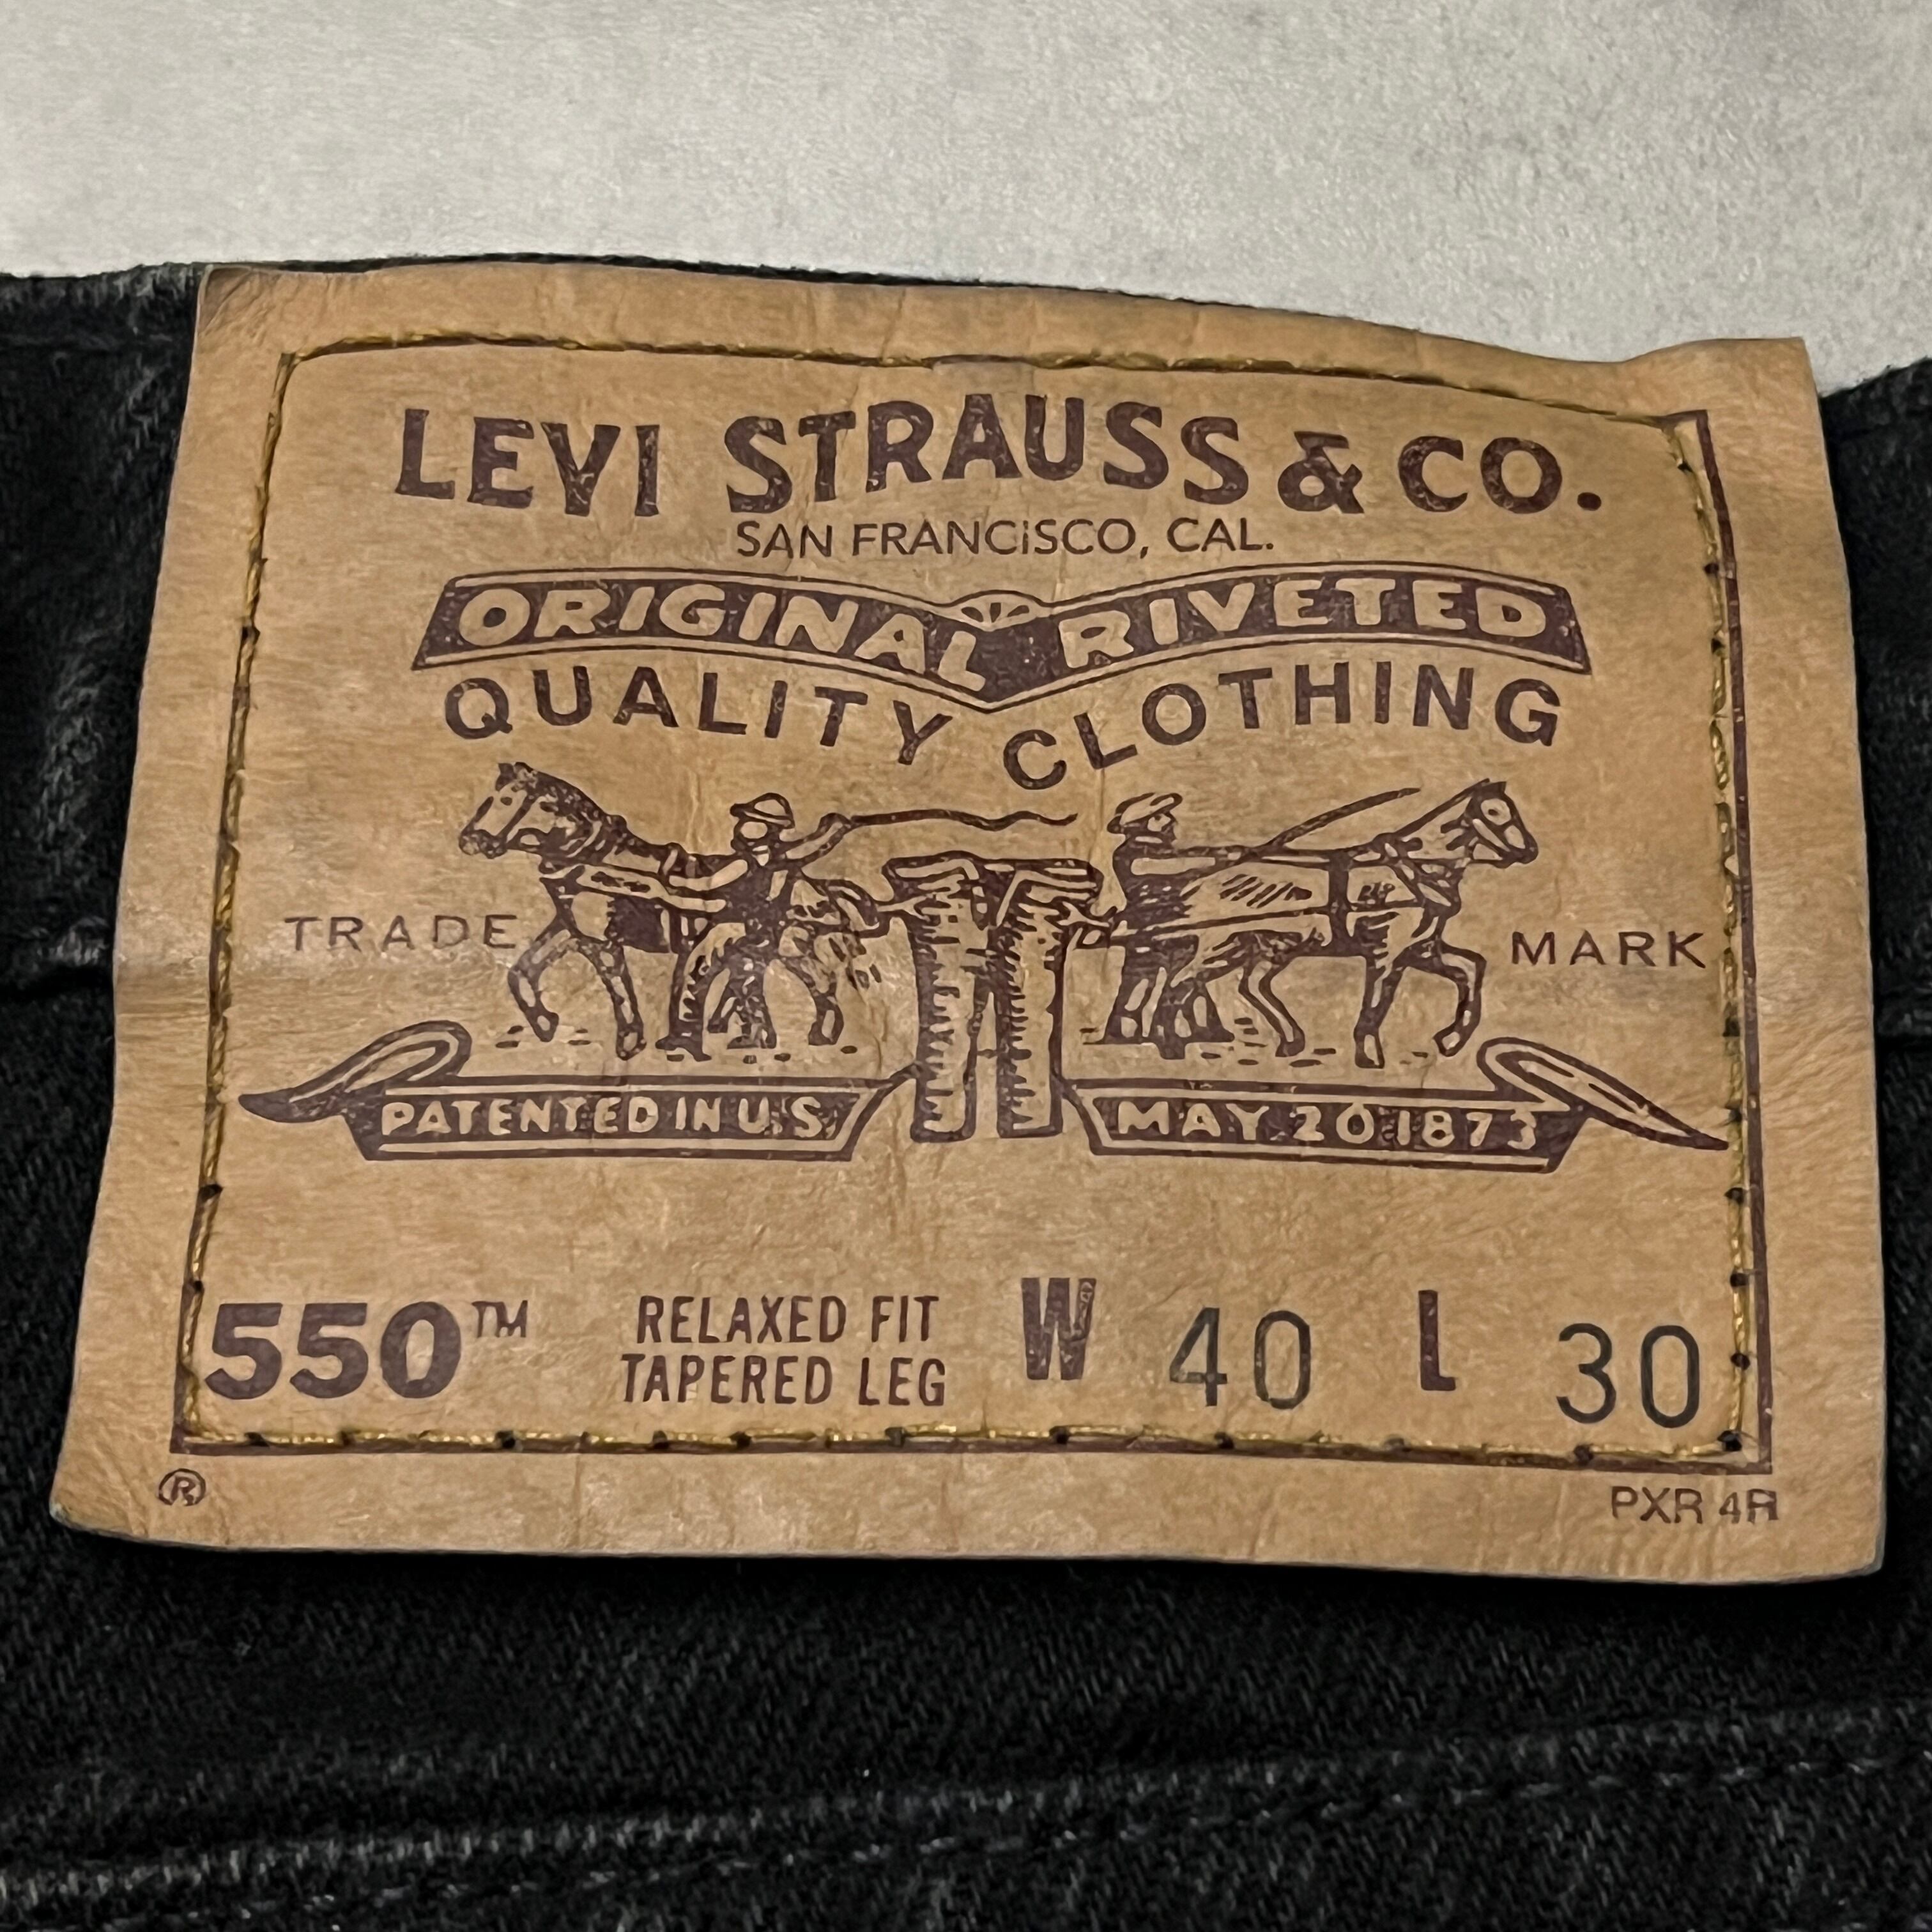 LEVI STRAUSS & CO.
SAN FRANCISCO, CAL.
ORIGINAL RIVETED
QUALITY CLOTHING
TRADE MARK
PATENTED IN U.S. MAY 20 1873
550™ RELAXED FIT W 40 L 30
TAPERED LEG
® PXR 4R